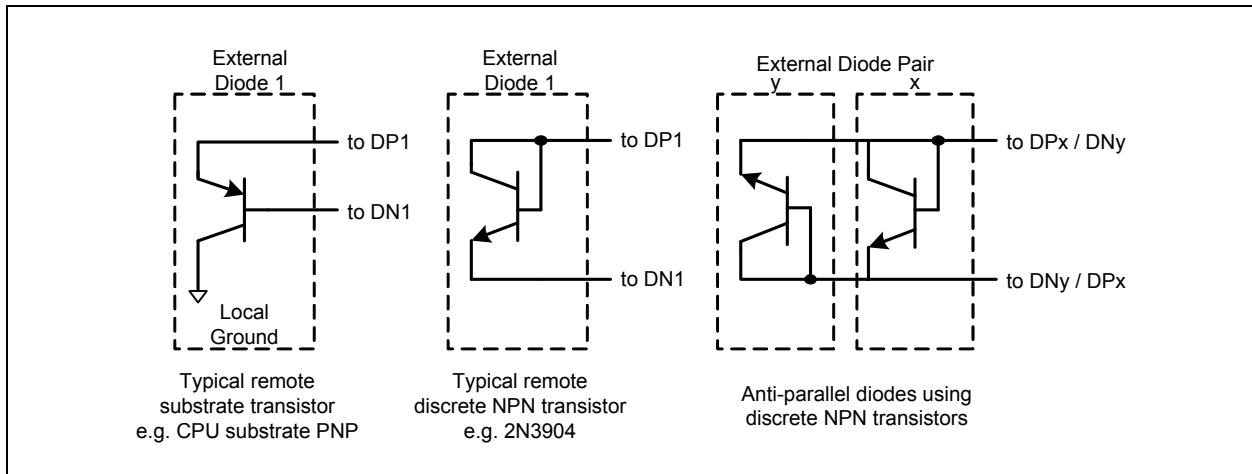 External
Diode 1
to DP1
to DN1
Local
Ground
Typical remote
substrate transistor
e.g. CPU substrate PNP
External
Diode 1
to DP1
to DN1
Typical remote
discrete NPN transistor
e.g. 2N3904
External Diode Pair
y x
to DPx / DNy
to DNy / DPx
Anti-parallel diodes using
discrete NPN transistors